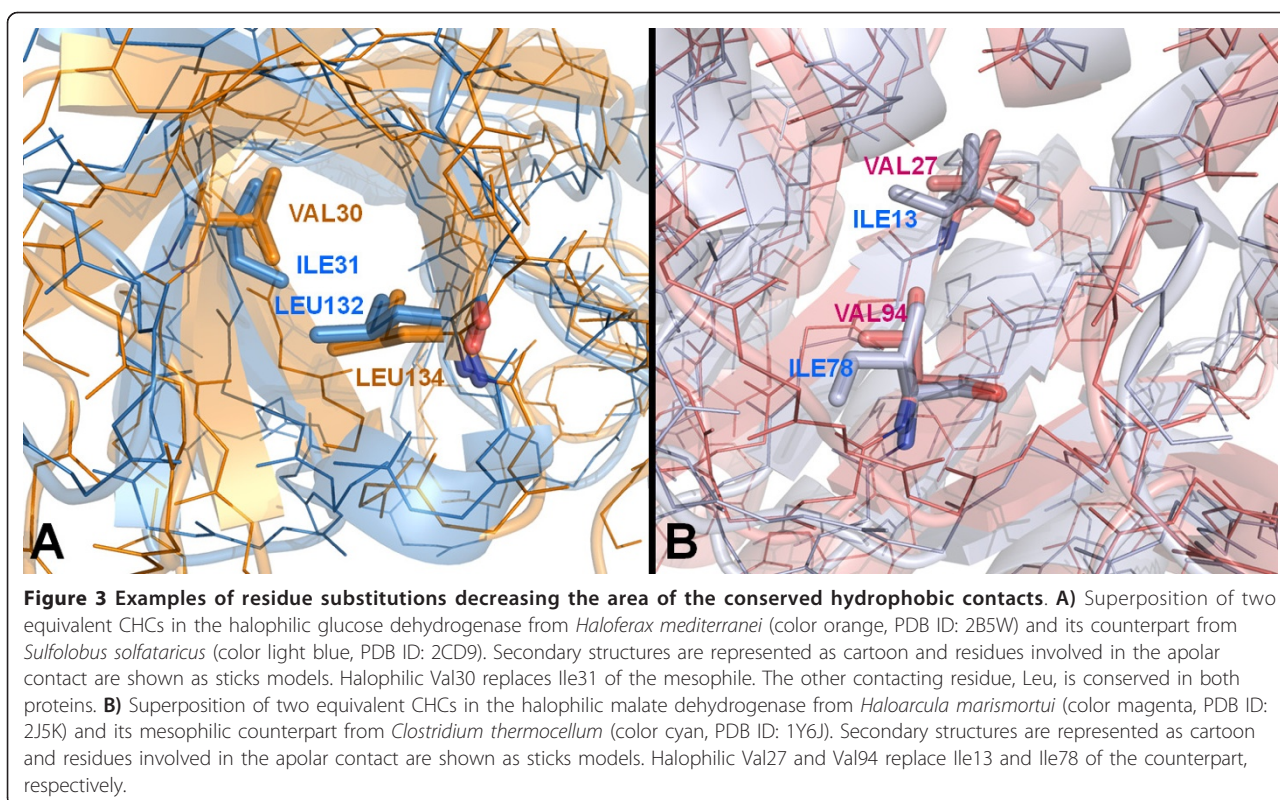 VAL30
ILE31
LEU132
LEU134
A
VAL27
ILE13
VAL94
ILE78
B
Figure 3 Examples of residue substitutions decreasing the area of the conserved hydrophobic contacts. A) Superposition of two
equivalent CHCs in the halophilic glucose dehydrogenase from Haloferax mediterranei (color orange, PDB ID: 2B5W) and its counterpart from
Sulfolobus solfataricus (color light blue, PDB ID: 2CD9). Secondary structures are represented as cartoon and residues involved in the apolar
contact are shown as sticks models. Halophilic Val30 replaces Ile31 of the mesophile. The other contacting residue, Leu, is conserved in both
proteins. B) Superposition of two equivalent CHCs in the halophilic malate dehydrogenase from Haloarcula marismortui (color magenta, PDB ID:
2J5K) and its mesophilic counterpart from Clostridium thermocellum (color cyan, PDB ID: 1Y6J). Secondary structures are represented as cartoon
and residues involved in the apolar contact are shown as sticks models. Halophilic Val27 and Val94 replace Ile13 and Ile78 of the counterpart,
respectively.